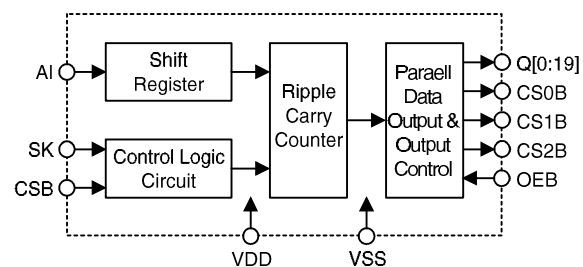 AI
Shift
Register
SK
CSB
Control Logic
Circuit
Ripple
Carry
Counter
Paraell
Data
Output &
Output
Control
Q[0:19]
CS0B
CS1B
CS2B
OEB
VDD
VSS